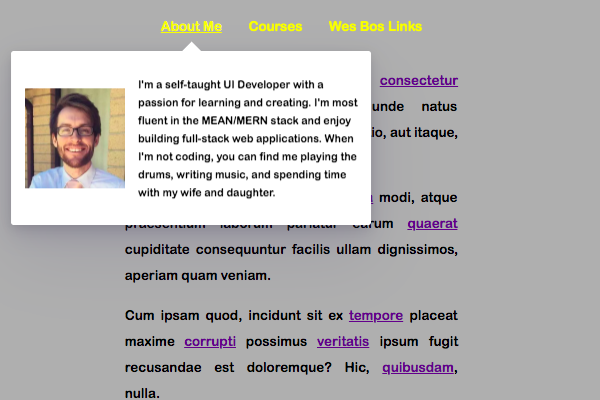 About Me Courses Wes Bos Links
I'm a self-taught UI Developer with a
passion for learning and creating. I'm most
fluent in the MEAN/MERN stack and enjoy
building full-stack web applications. When
I'm not coding, you can find me playing the
drums, writing music, and spending time
with my wife and daughter.
consectetur
unde natus
aut itaque,
modi, atque
praesentium laborum pariatur earum quaerat
cupiditate consequuntur facilis ullam dignissimos,
aperiam quam veniam.
Cum ipsam quod, incidunt sit ex tempore placeat
maxime corrupti possimus veritatis ipsum fugit
recusandae est doloremque? Hic, quibusdam,
nulla.